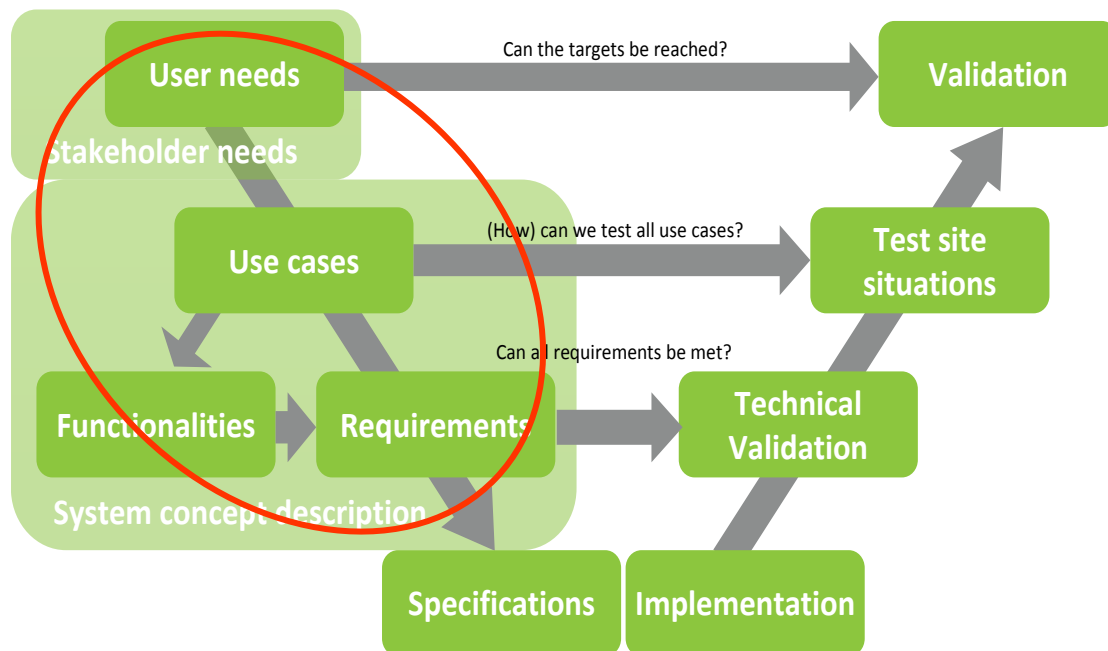 Can the targets be reached?
User needs
Validation
Stakeholder needs
(How) can we test all use cases?
Use cases
Test site
situations
Can all requirements be met?
Functionalities
Requirements
Technical
Validation
System concept description
Specifications
Implementation